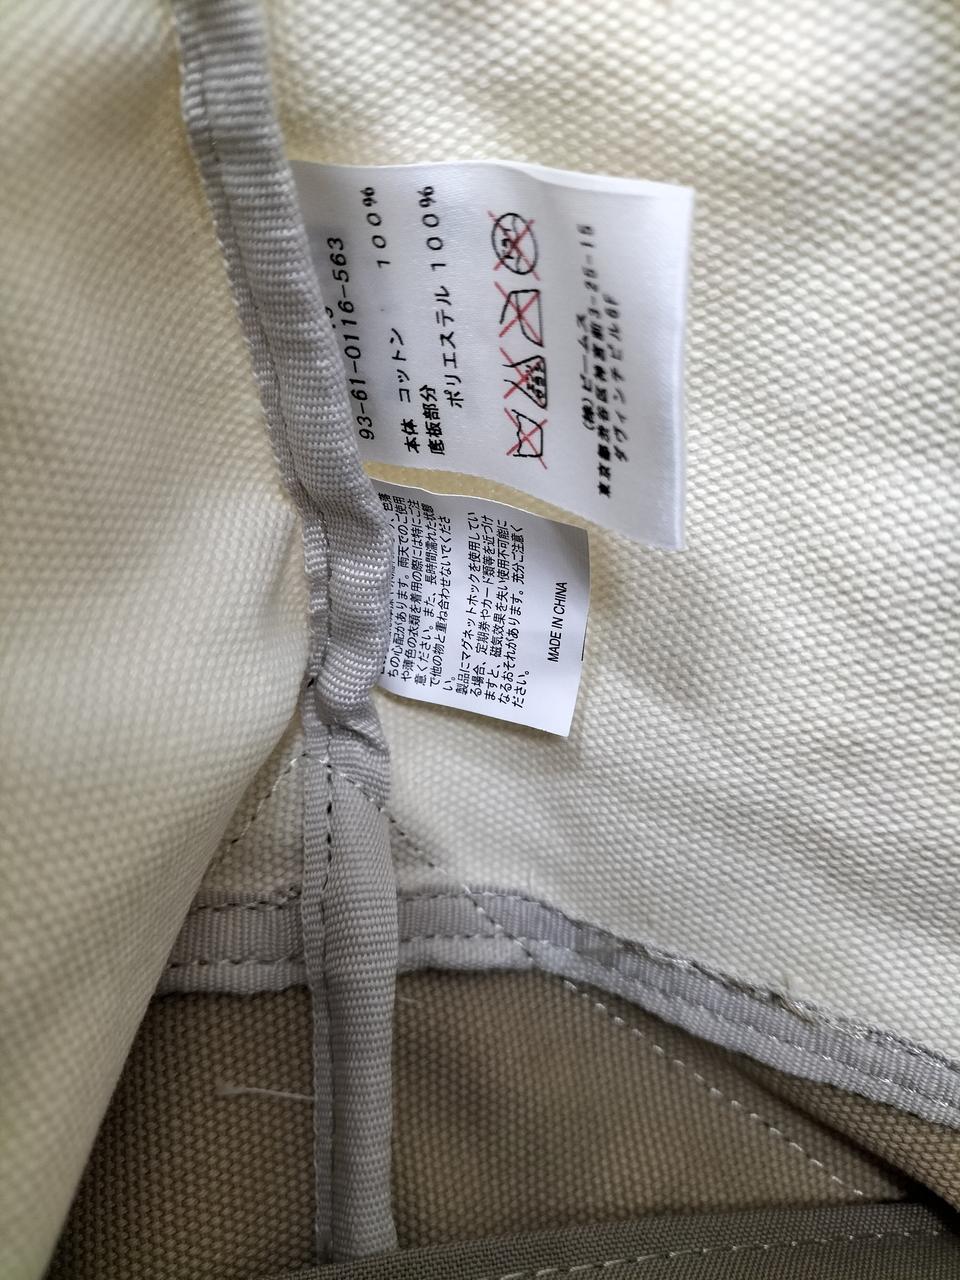 93-61-0116-563
本体 コットン 100%
底板部分
ポリエステル 100%
(株)ビームス
東京都渋谷区神宮前3-25-15
ダヴィンチビル6F
ちの心配があります。雨天でのご使用
や薄色の衣類を着用の際には特にご注
意ください。また、長時間濡れた状態
で他の物と重ね合わせないでくださ
い。
製品にマグネットホックを使用してい
る場合、定期券やカード類等を近づけ
ますと、磁気効果を失い使用不可能に
なるおそれがあります。充分ご注意く
ださい。
MADE IN CHINA